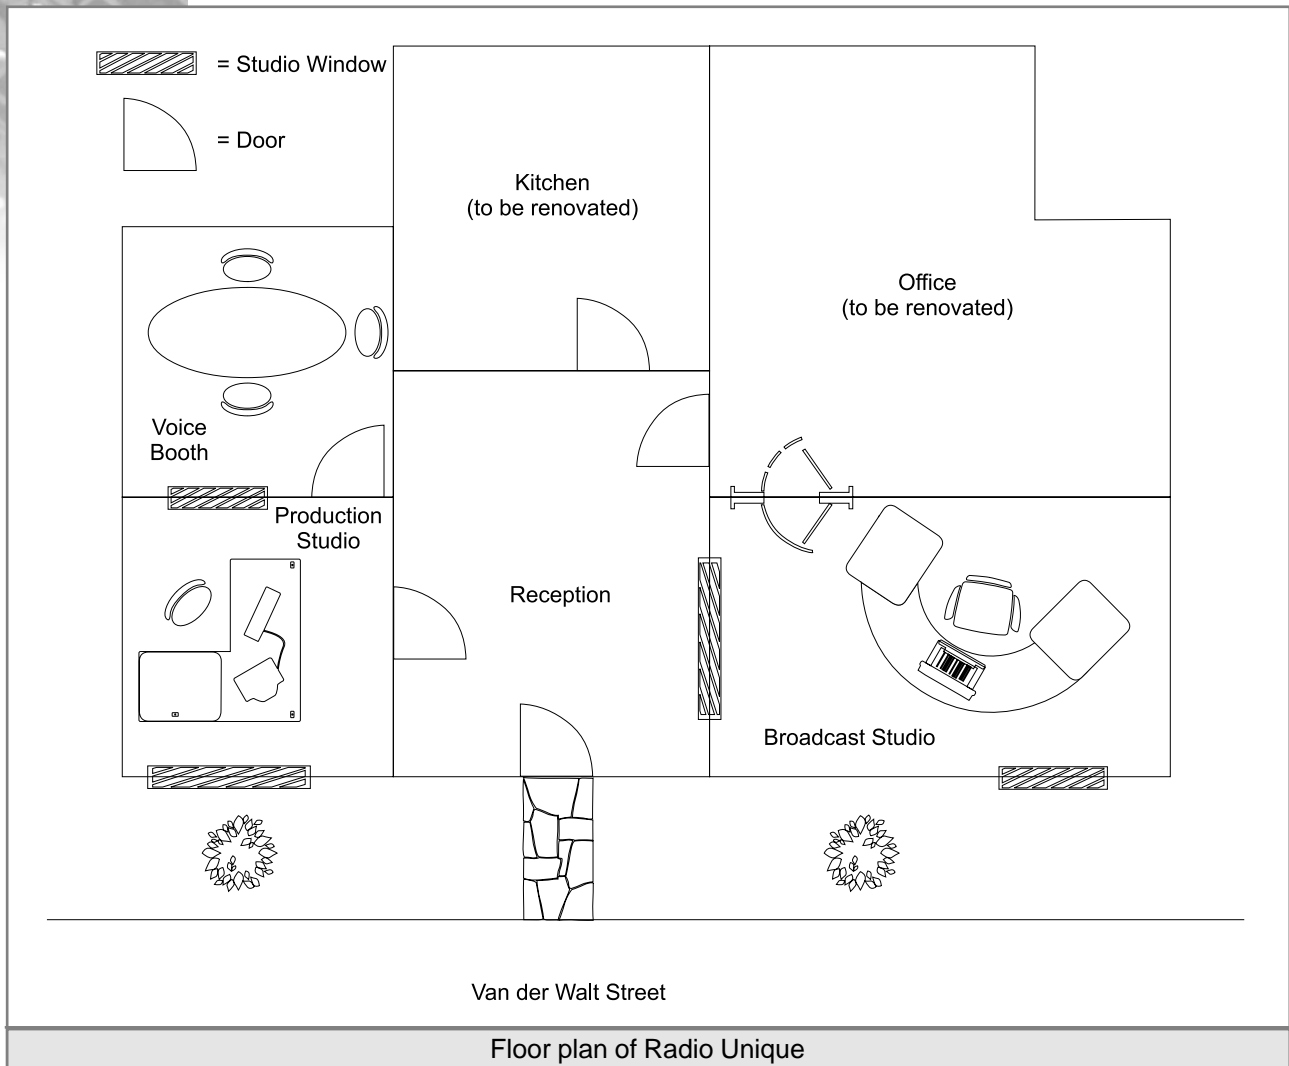 = Studio Window
= Door
Kitchen
(to be renovated)
Office
(to be renovated)
Voice
Booth
Production
Studio
Reception
Broadcast Studio
Van der Walt Street
Floor plan of Radio Unique